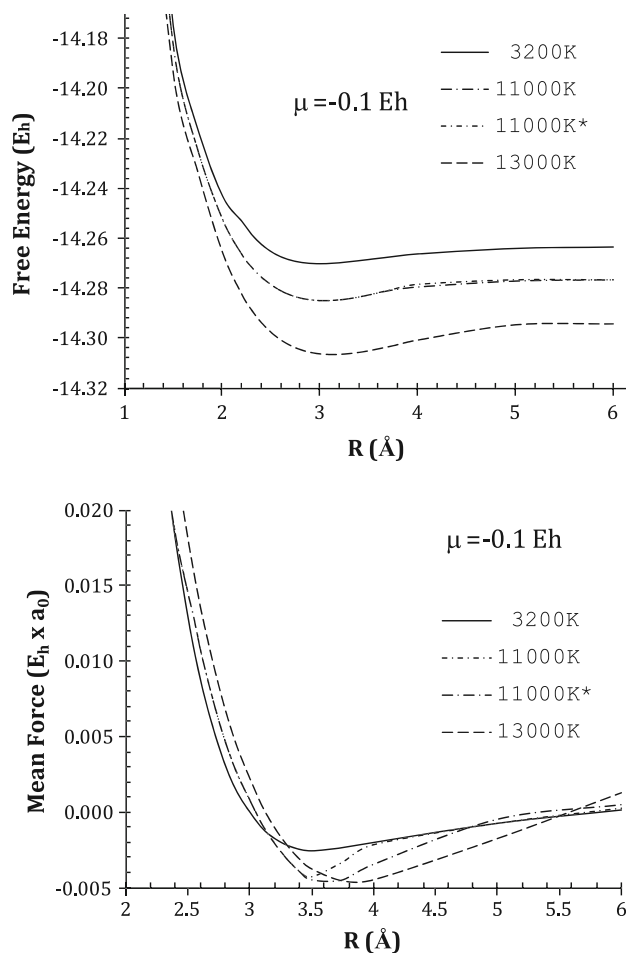 Free Energy (Eh)
-14.18
-14.20
-14.22
-14.24
-14.26
-14.28
-14.30
-14.32
μ =-0.1 Eh
3200K
11000K
11000K*
13000K
1 2 3 4 5 6
R (Å)
Mean Force (Eh x a0)
0.020
0.015
0.010
0.005
0.000
-0.005
μ =-0.1 Eh
3200K
11000K
11000K*
13000K
2 2.5 3 3.5 4 4.5 5 5.5 6
R (Å)